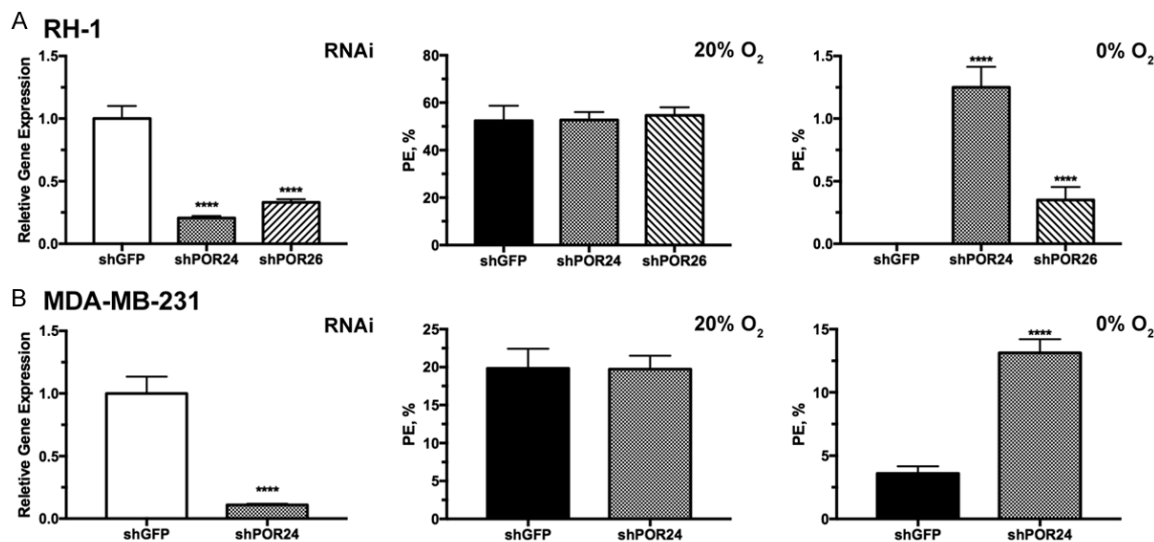 A RH-1
RNAi
Reletive Gene Expression
1.5
1.0
0.5
0.0
shGFP shPOR24 shPOR26
**** ****
20% O2
PE, %
80
60
40
20
0
shGFP shPOR24 shPOR26
0% O2
PE, %
1.5
1.0
0.5
0.0
**** ****
shGFP shPOR24 shPOR26
B MDA-MB-231
RNAi
Reletive Gene Expression
1.5
1.0
0.5
0.0
****
shGFP shPOR24
20% O2
PE, %
25
20
15
10
5
0
shGFP shPOR24
0% O2
PE, %
15
10
5
0
****
shGFP shPOR24